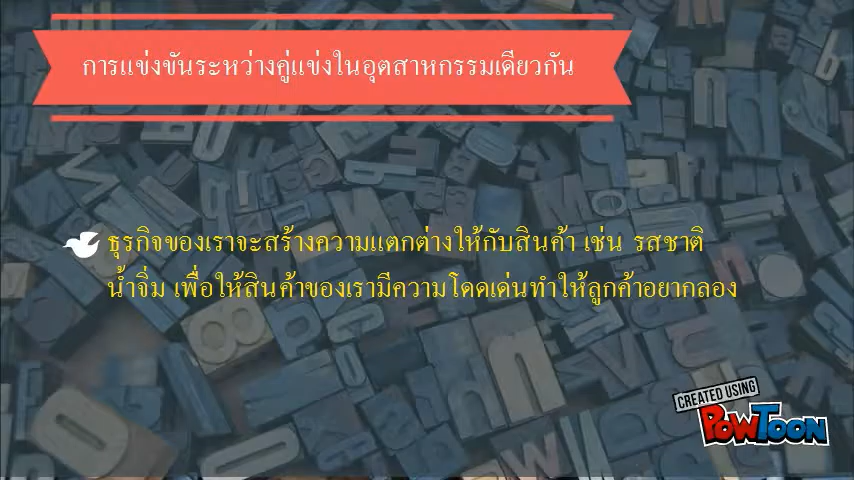 การแข่งขันระหว่างคู่แข่งในอุตสาหกรรมเดียวกัน
ธุรกิจของเราจะสร้างความแตกต่างให้กับสินค้า เช่น รสชาติ
น้ำจิ่ม เพื่อให้สินค้าของเรามีความโดดเด่นทำให้ลูกค้าอยากลอง
CREATED USING
POWTOON